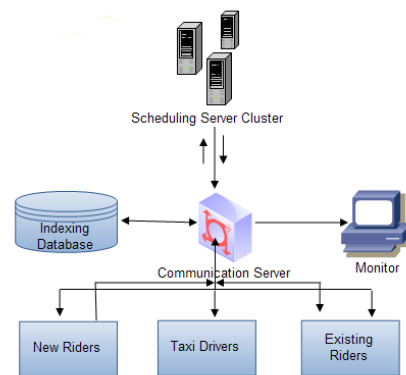 Scheduling Server Cluster
Indexing
Database
Communication Server
Monitor
New Riders
Taxi Drivers
Existing
Riders